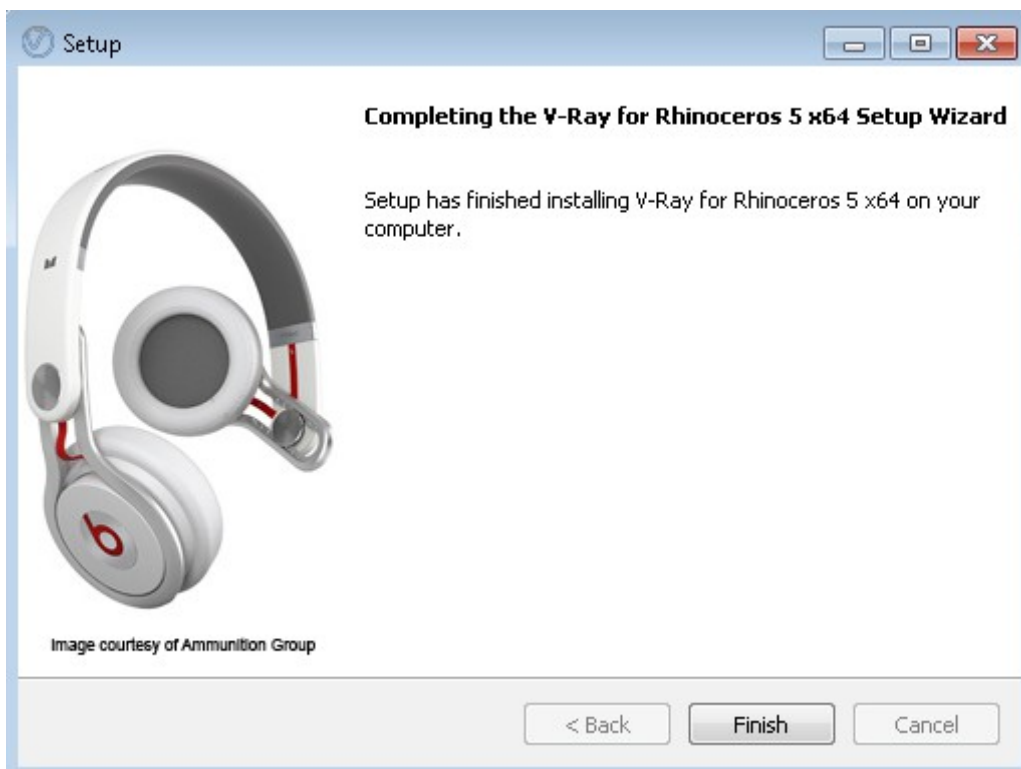 Setup
Completing the V-Ray for Rhinoceros 5 x64 Setup Wizard
Setup has finished installing V-Ray for Rhinoceros 5 x64 on your
computer.
b
Image courtesy of Ammunition Group
< Back
Finish
Cancel